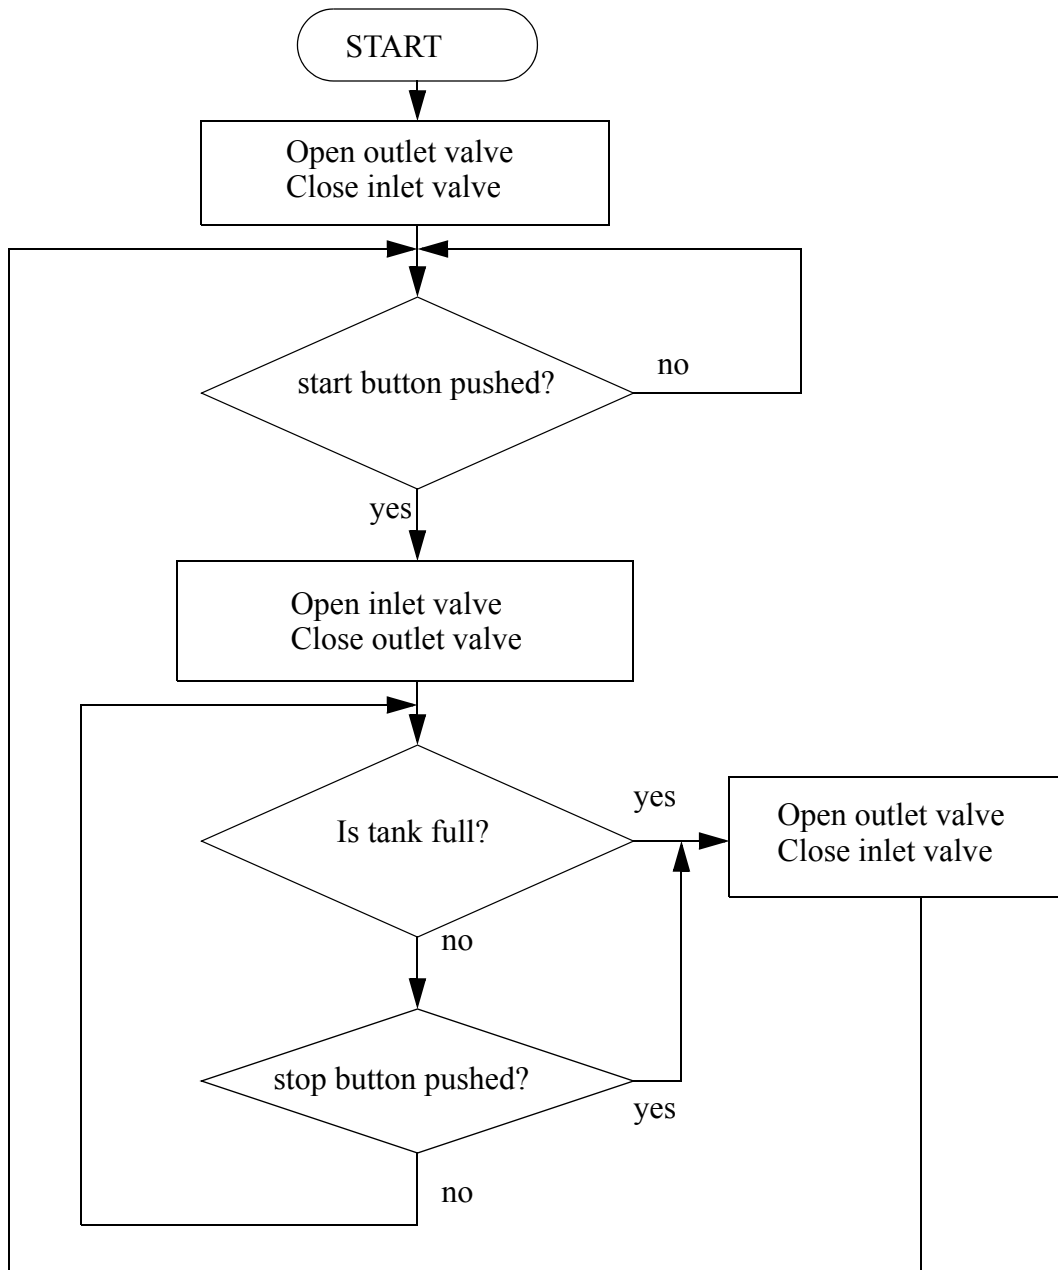 START
Open outlet valve
Close inlet valve
start button pushed?
no
yes
Open inlet valve
Close outlet valve
Is tank full?
yes
Open outlet valve
Close inlet valve
no
stop button pushed?
yes
no